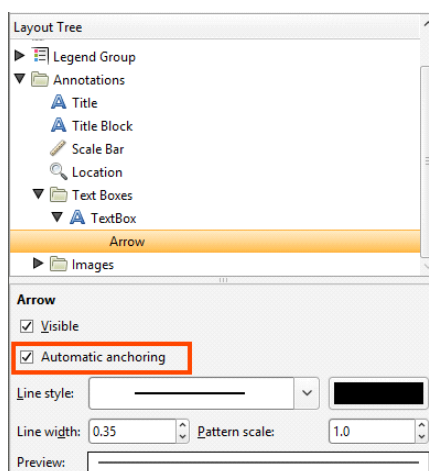 Layout Tree
Legend Group
Annotations
Title
Title Block
Scale Bar
Location
Text Boxes
TextBox
Arrow
Images
Arrow
Visible
Automatic anchoring
Line style:
Line width: 0.35 Pattern scale: 1.0
Preview: